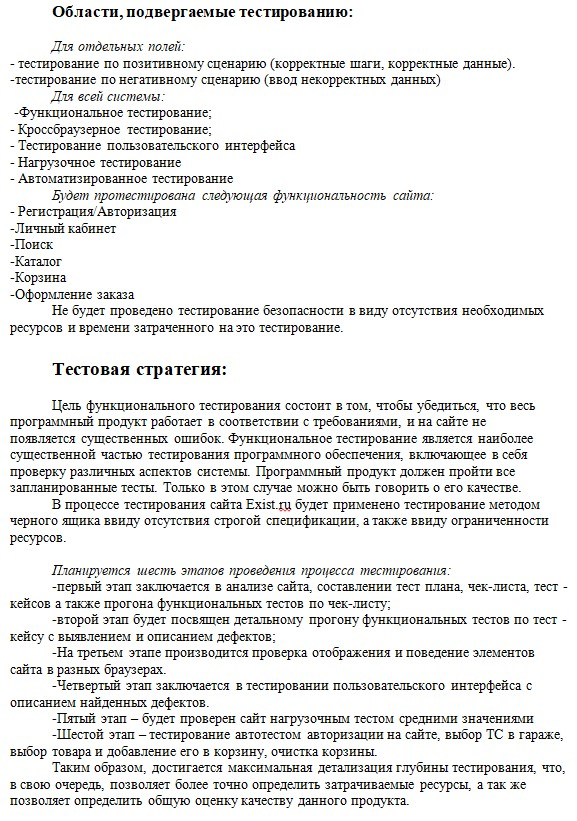 Области, подвергаемые тестированию:
Для отдельных полей:
- тестирование по позитивному сценарию (корректные шаги, корректные данные).
-тестирование по негативному сценарию (ввод некорректных данных)
Для всей системы:
-Функциональное тестирование;
- Кроссбраузерное тестирование;
- Тестирование пользовательского интерфейса
- Нагрузочное тестирование
- Автоматизированное тестирование
Будет протестирована следующая функциональность сайта:
- Регистрация/Авторизация
-Личный кабинет
-Поиск
-Каталог
-Корзина
-Оформление заказа
Не будет проведено тестирование безопасности в виду отсутствия необходимых
ресурсов и времени затраченного на это тестирование.
Тестовая стратегия:
Цель функционального тестирования состоит в том, чтобы убедиться, что весь
программный продукт работает в соответствии с требованиями, и на сайте не
появляется существенных ошибок. Функциональное тестирование является наиболее
существенной частью тестирования программного обеспечения, включающее в себя
проверку различных аспектов системы. Программный продукт должен пройти все
запланированные тесты. Только в этом случае можно быть говорить о его качестве.
В процессе тестирования сайта Exist.ru будет применено тестирование методом
черного ящика ввиду отсутствия строгой спецификации, а также ввиду ограниченности
ресурсов.
Планируется шесть этапов проведения процесса тестирования:
-первый этап заключается в анализе сайта, составлении тест плана, чек-листа, тест -
кейсов а также прогона функциональных тестов по чек-листу;
-второй этап будет посвящен детальному прогону функциональных тестов по тест -
кейсу с выявлением и описанием дефектов;
-На третьем этапе производится проверка отображения и поведение элементов
сайта в разных браузерах.
-Четвертый этап заключается в тестировании пользовательского интерфейса с
описанием найденных дефектов.
-Пятый этап – будет проверен сайт нагрузочным тестом средними значениями
-Шестой этап – тестирование автотестом авторизации на сайте, выбор ТС в гараже,
выбор товара и добавление его в корзину, очистка корзины.
Таким образом, достигается максимальная детализация глубины тестирования, что,
в свою очередь, позволяет более точно определить затрачиваемые ресурсы, а так же
позволяет определить общую оценку качеству данного продукта.